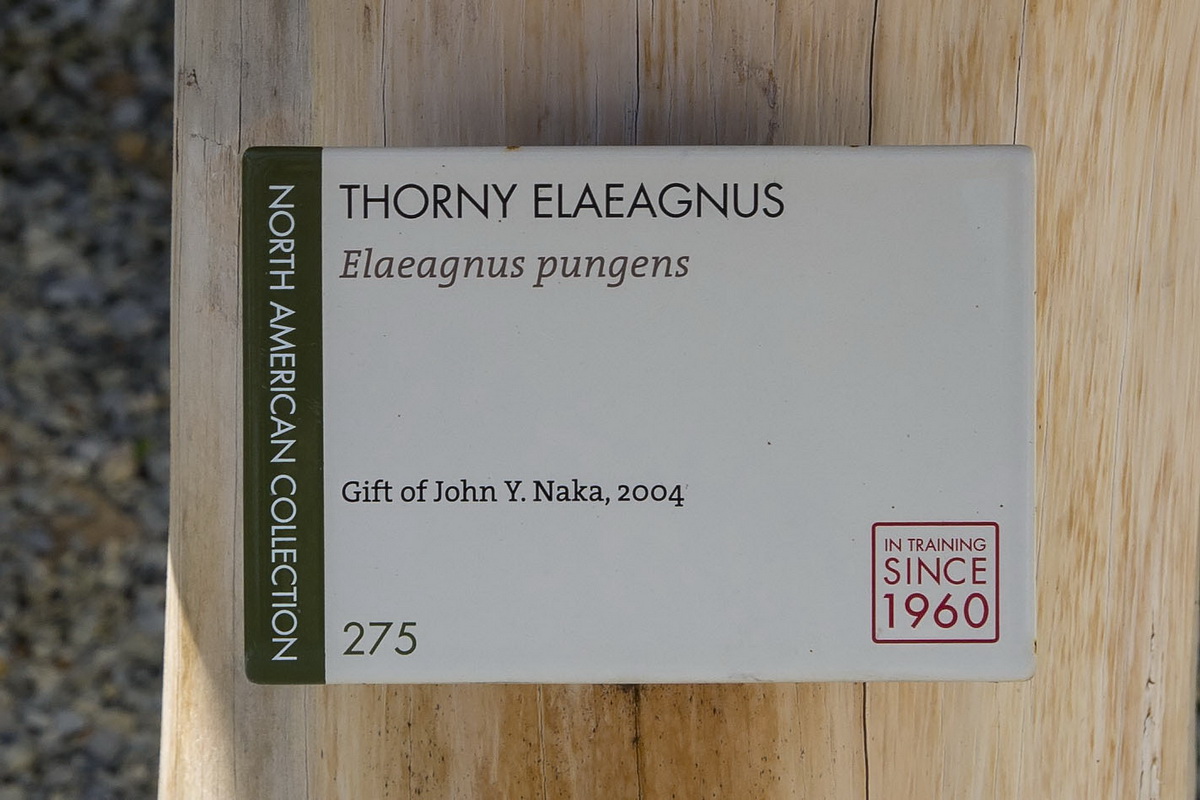 NORTH AMERICAN COLLECTION
THORNY ELAEAGNUS
Elaeagnus pungens
Gift of John Y. Naka, 2004
275
IN TRAINING
SINCE
1960